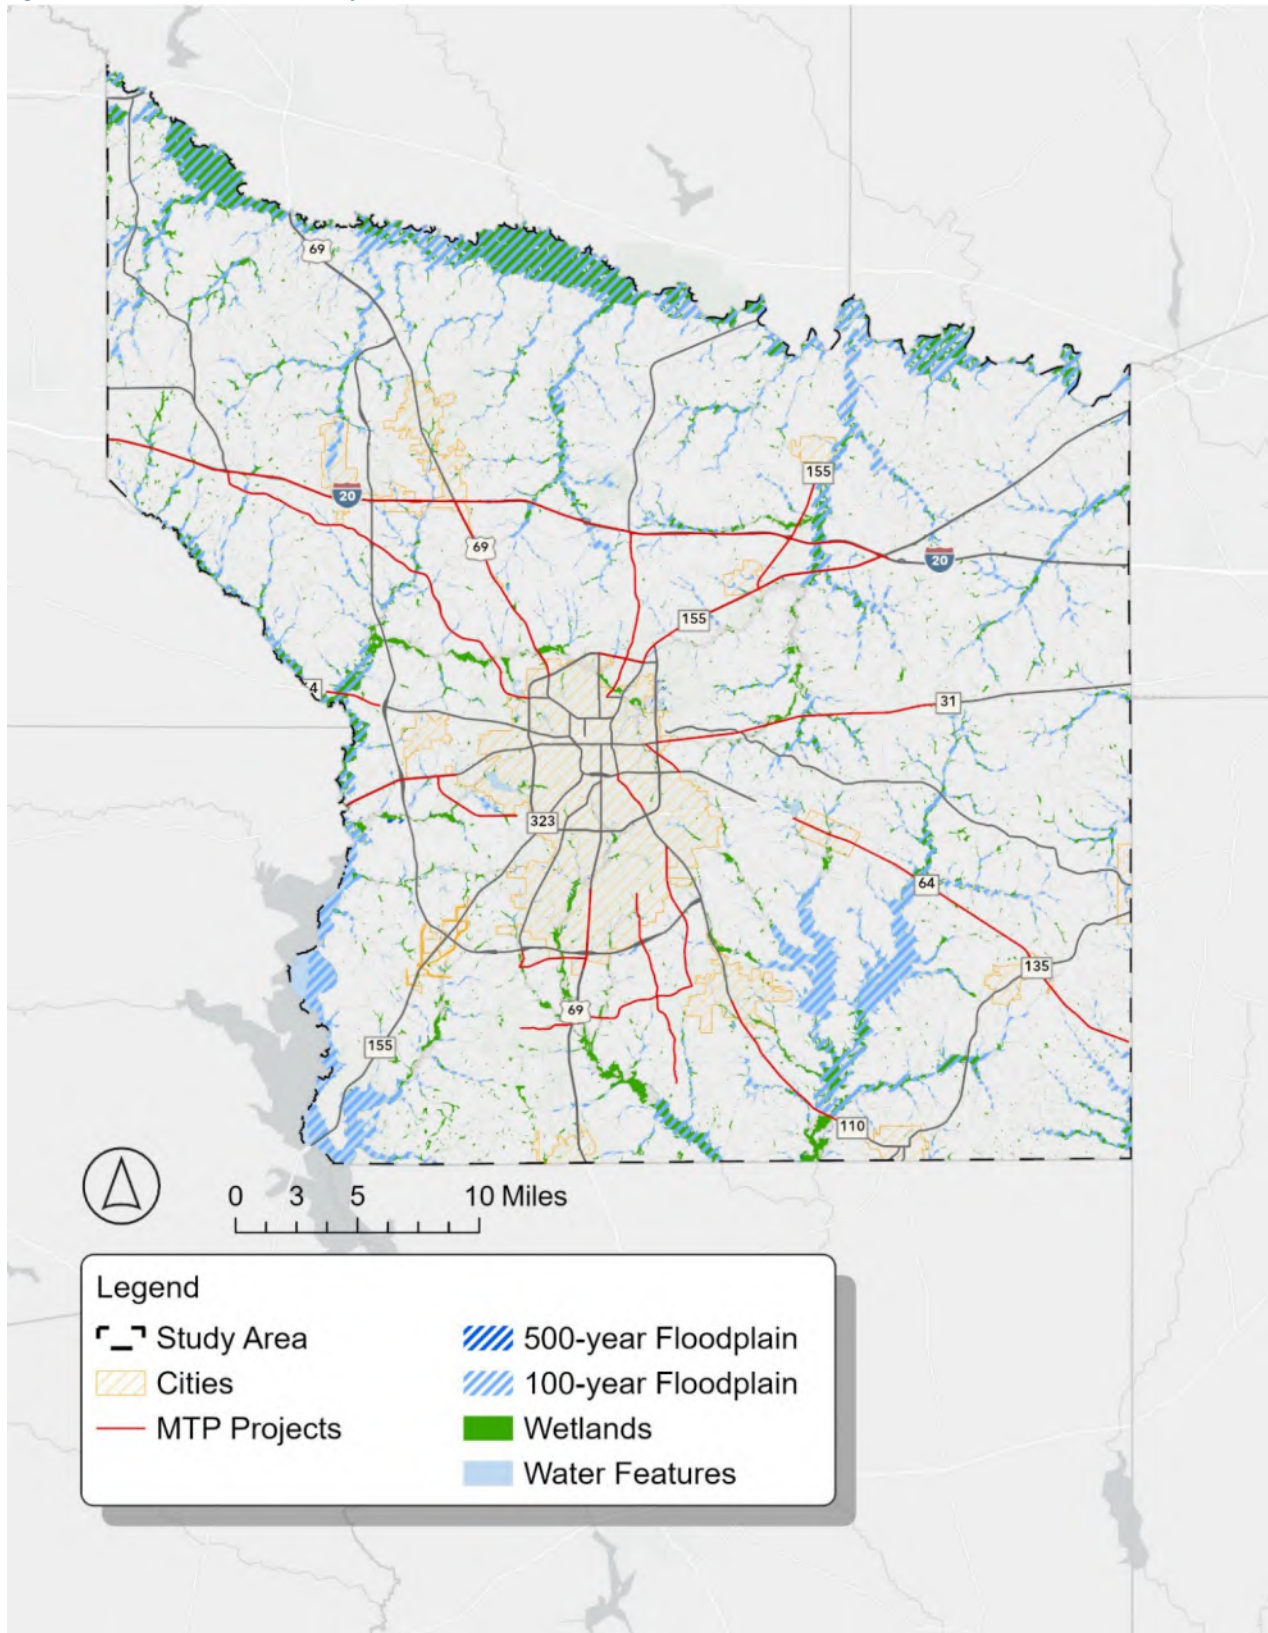 69
155
20
69
20
155
4
31
323
64
135
69
155
110
0 3 5 10 Miles
Legend
Study Area
Cities
MTP Projects
500-year Floodplain
100-year Floodplain
Wetlands
Water Features